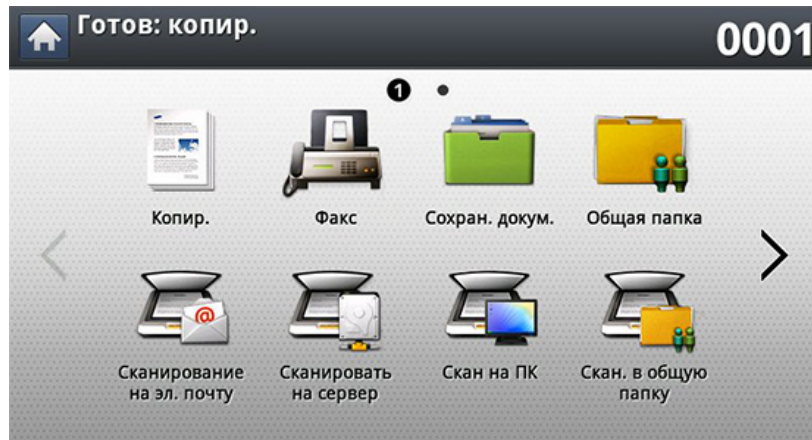 Готов: копир.
0001
1
Копир.
Факс
Сохран. докум.
Общая папка
Сканирование
на эл. почту
Сканировать
на сервер
Скан на ПК
Скан. в общую
папку
@